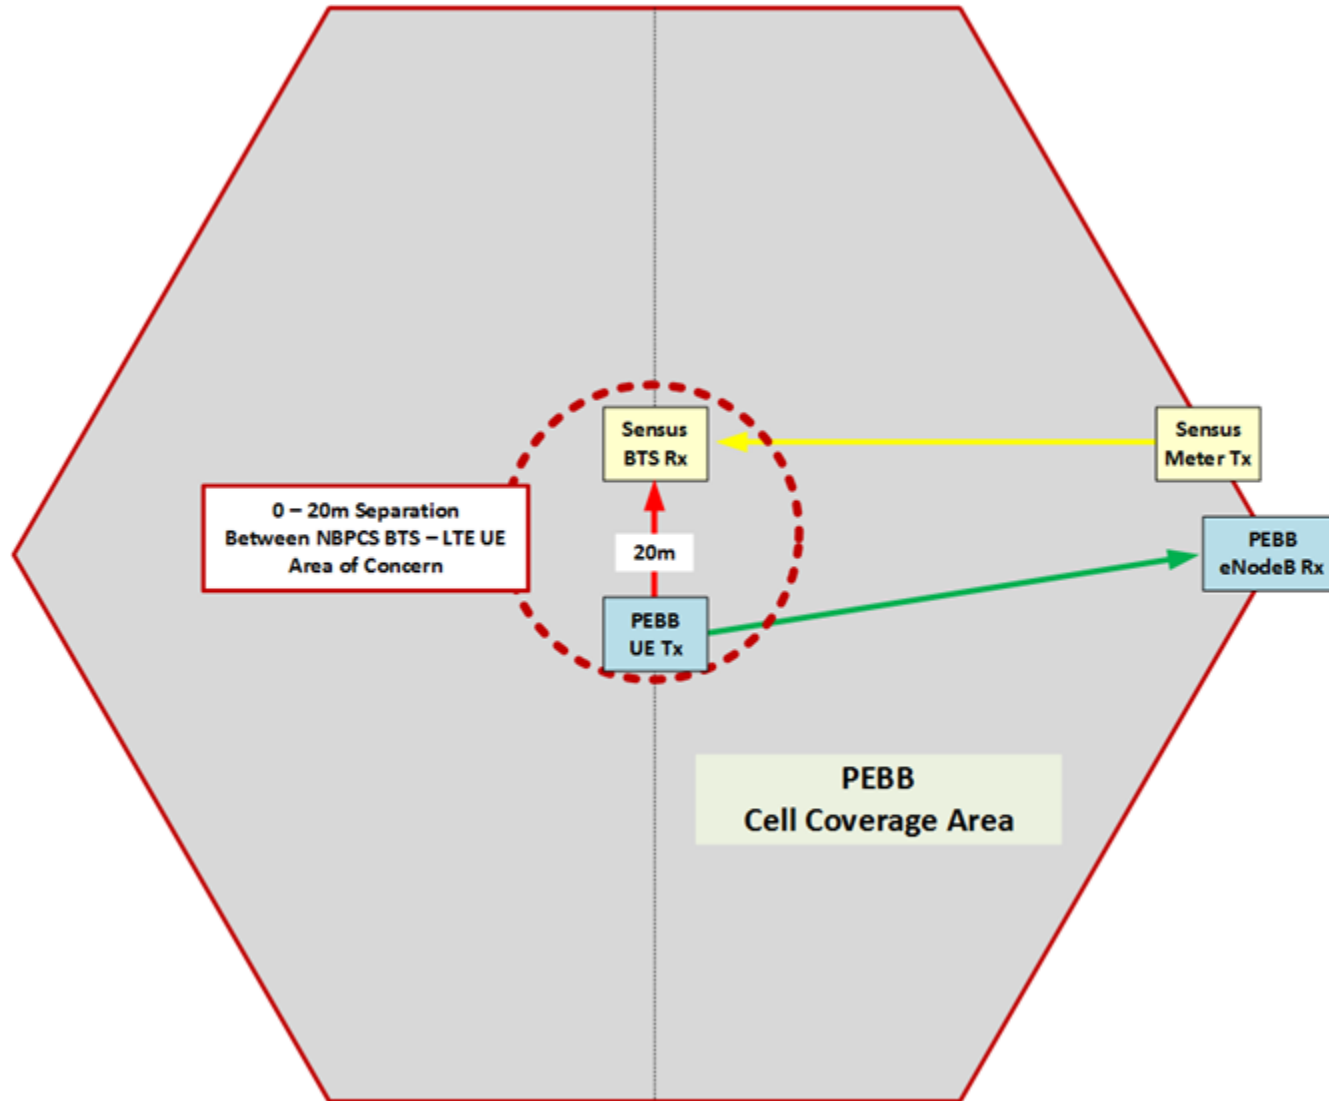 Sensus
BTS Rx
Sensus
Meter Tx
0 – 20m Separation
Between NBPCS BTS – LTE UE
Area of Concern
20m
PEBB
eNodeB Rx
PEBB
UE Tx
PEBB
Cell Coverage Area